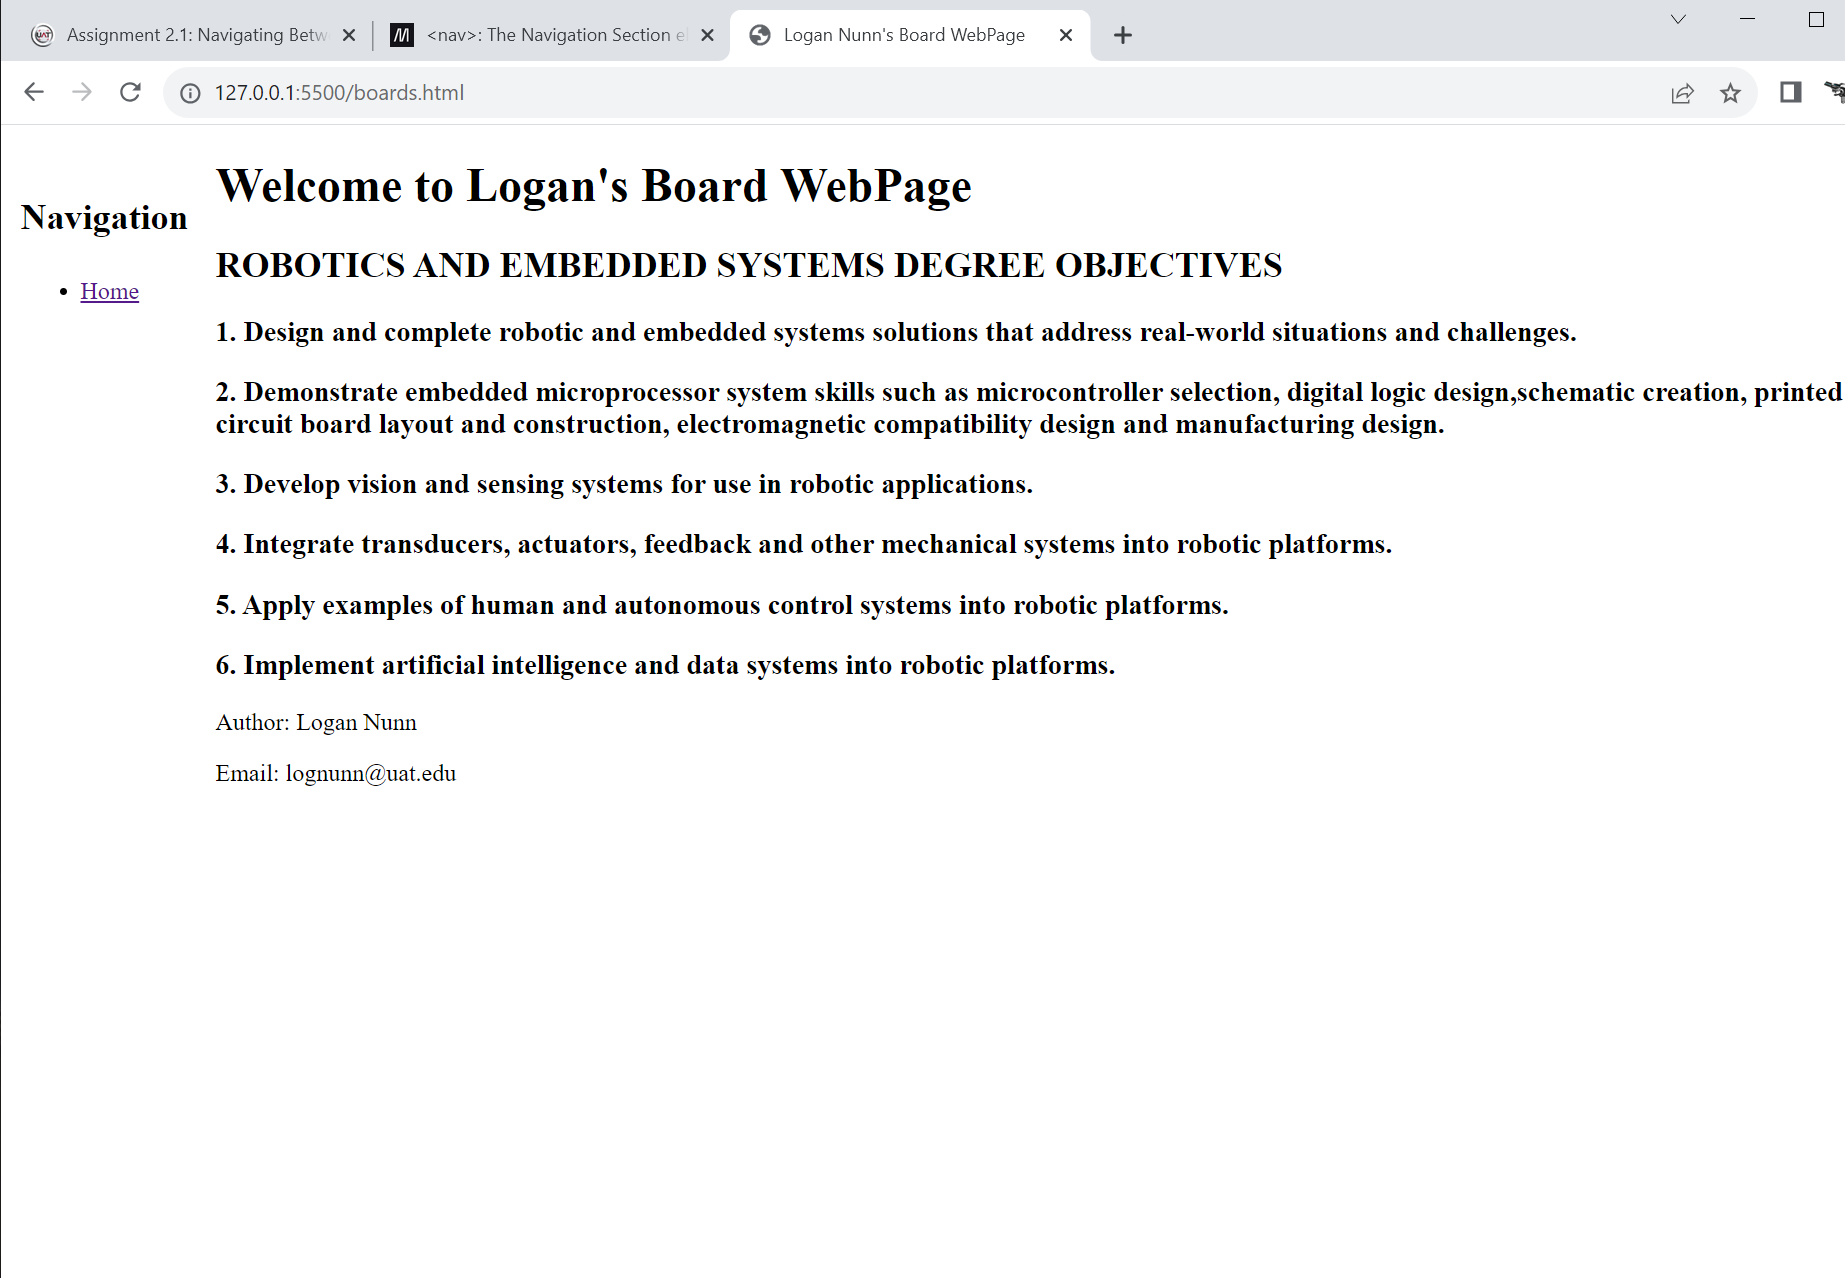 UAT Assignment 2.1: Navigating Betw
<nav>: The Navigation Section el
Logan Nunn's Board WebPage
127.0.0.1:5500/boards.html
Navigation
• Home
Welcome to Logan's Board WebPage
ROBOTICS AND EMBEDDED SYSTEMS DEGREE OBJECTIVES
1. Design and complete robotic and embedded systems solutions that address real-world situations and challenges.
2. Demonstrate embedded microprocessor system skills such as microcontroller selection, digital logic design,schematic creation, printed
circuit board layout and construction, electromagnetic compatibility design and manufacturing design.
3. Develop vision and sensing systems for use in robotic applications.
4. Integrate transducers, actuators, feedback and other mechanical systems into robotic platforms.
5. Apply examples of human and autonomous control systems into robotic platforms.
6. Implement artificial intelligence and data systems into robotic platforms.
Author: Logan Nunn
Email: lognunn@uat.edu